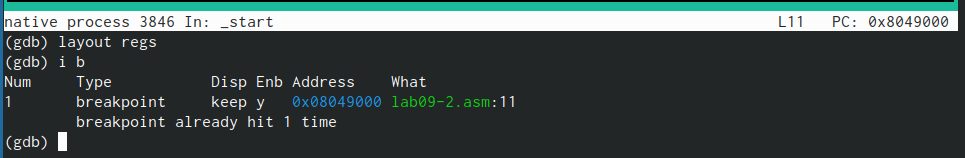 native process 3846 In: _start L11 PC: 0x8049000
(gdb) layout regs
(gdb) i b
Num Type Disp Enb Address What
1 breakpoint keep y 0x08049000 lab09-2.asm:11
breakpoint already hit 1 time
(gdb)